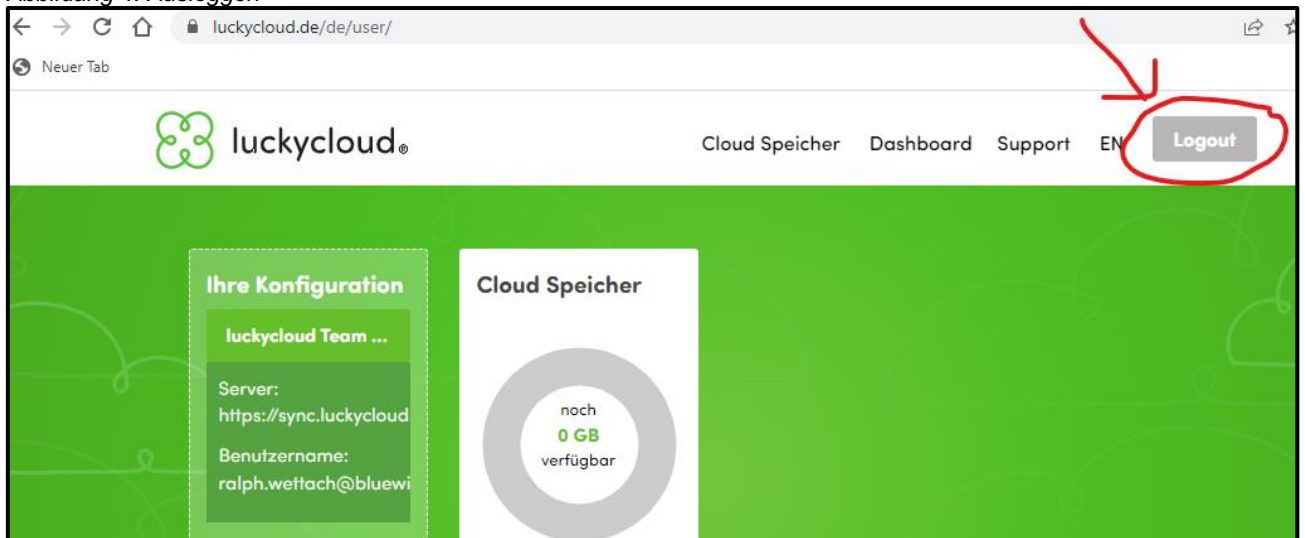 luckycloud.de/de/user/
Neuer Tab
luckycloud®
Cloud Speicher Dashboard Support EN Logout
Ihre Konfiguration
luckycloud Team ...
Server:
https://sync.luckycloud
Benutzername:
ralph.wettach@bluewi
Cloud Speicher
noch
0 GB
verfügbar